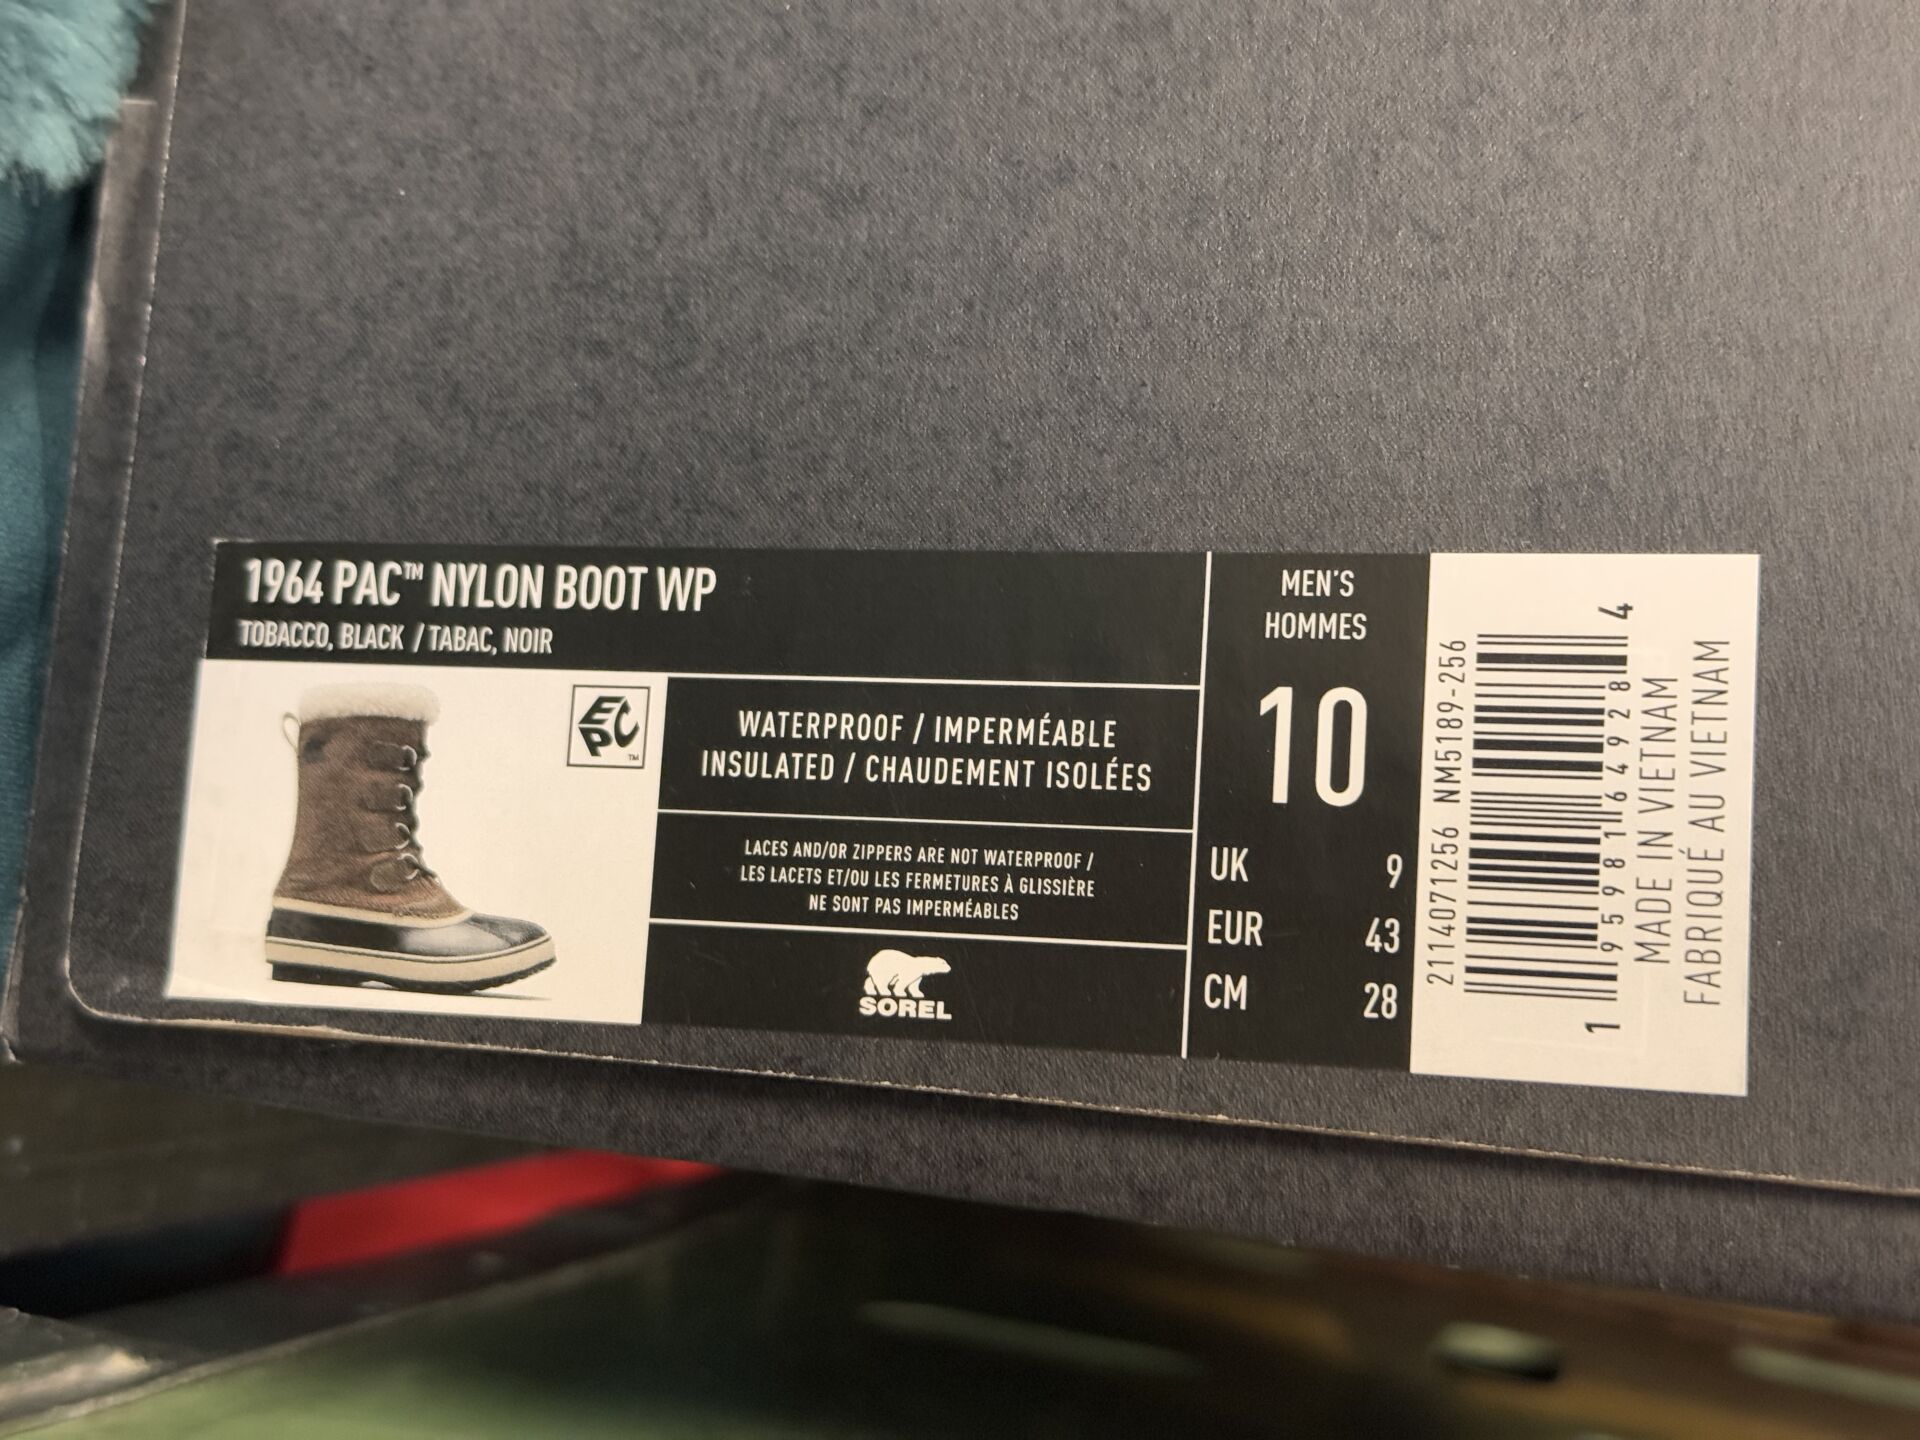 1964 PAC™ NYLON BOOT WP
TOBACCO, BLACK / TABAC, NOIR
EPC™
WATERPROOF / IMPERMÉABLE
INSULATED / CHAUDEMENT ISOLÉES
LACES AND/OR ZIPPERS ARE NOT WATERPROOF /
LES LACETS ET/OU LES FERMETURES À GLISSIÈRE
NE SONT PAS IMPERMÉABLES
SOREL
MEN'S
HOMMES
10
UK 9
EUR 43
CM 28
2114071256 NM5189-256
1 95981 64928 4
MADE IN VIETNAM
FABRIQUÉ AU VIETNAM